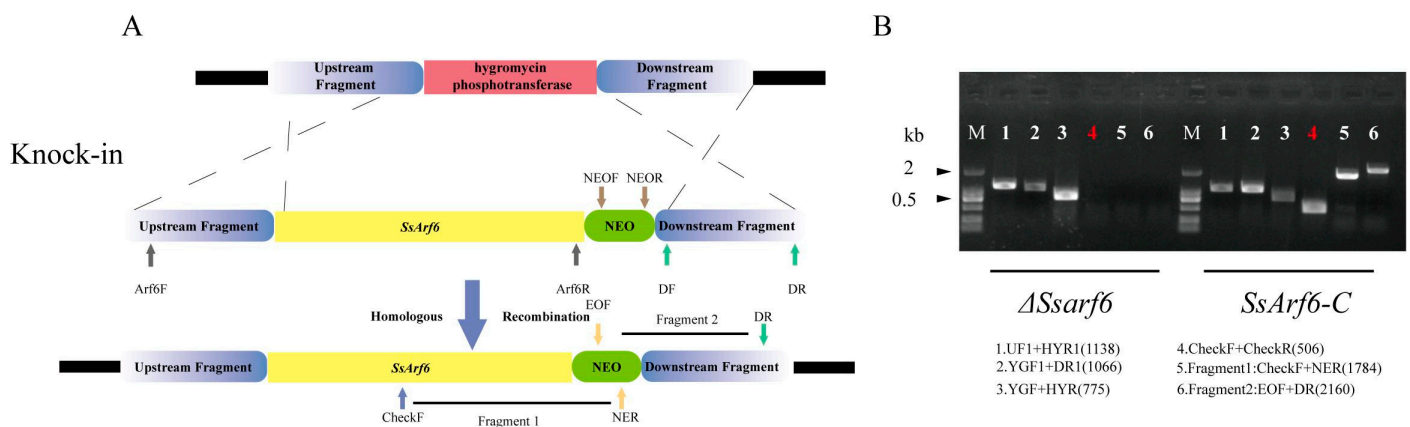 A
Upstream
Fragment
hygromycin
phosphotransferase
Downstream
Fragment
Knock-in
NEOF
NEOR
Upstream Fragment
SsArf6
NEO
Downstream Fragment
Arf6F
Arf6R
DF
DR
Homologous
Recombination
EOF
Fragment 2
DR
Upstream Fragment
SsArf6
NEO
Downstream Fragment
CheckF
Fragment 1
NER
B
kb
M 1 2 3 4 5 6 M 1 2 3 4 5 6
2
0.5
ΔSsarf6
SsArf6-C
1.UF1+HYR1(1138)
2.YGF1+DR1(1066)
3.YGF+HYR(775)
4.CheckF+CheckR(506)
5.Fragment1:CheckF+NER(1784)
6.Fragment2:EOF+DR(2160)